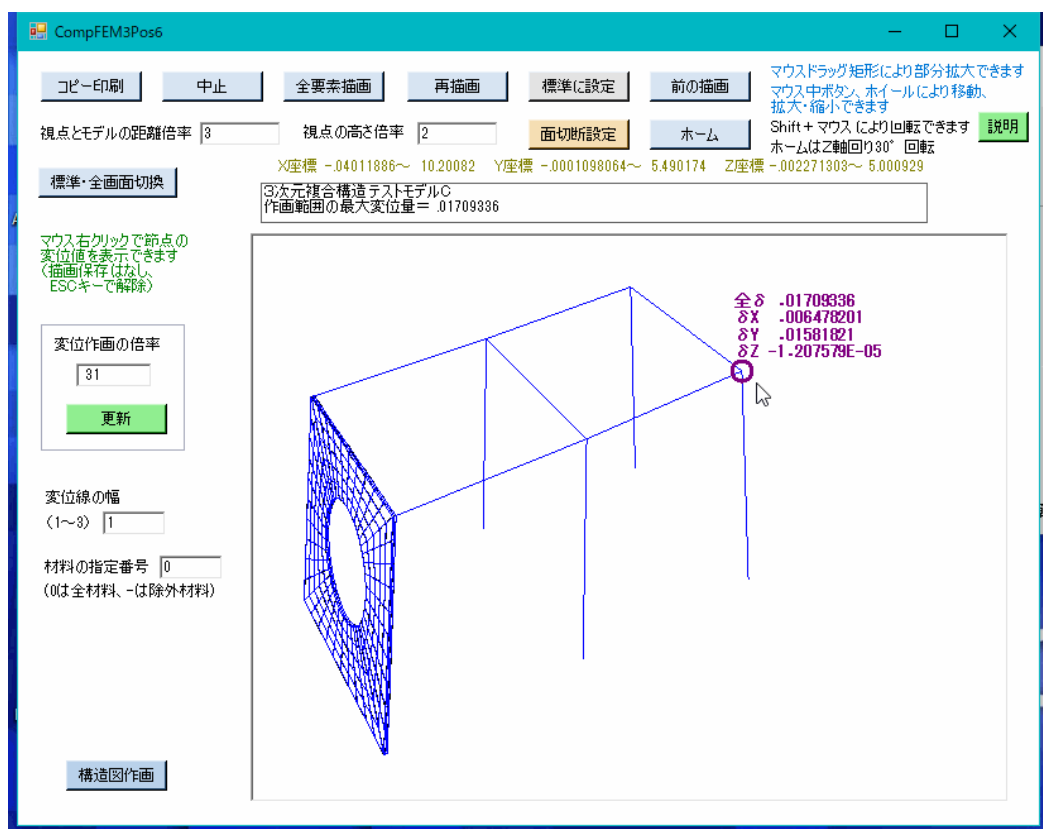 CompFEM3Pos6
コピー印刷
中止
全要素描画
再描画
標準に設定
前の描画
マウスドラッグ矩形により部分拡大できます
マウス中ボタン、ホイールにより移動、
拡大・縮小できます
視点とモデルの距離倍率 3
視点の高さ倍率 2
面切断設定
ホーム
Shift+マウスにより回転できます
ホームはZ軸回り30° 回転
説明
標準・全画面切換
X座標 -.04011886～ 10.20082 Y座標 -.0001098064～ 5.490174 Z座標 -.002271303～ 5.000929
3次元複合構造テストモデルC
作画範囲の最大変位量＝ .01709336
マウス右クリックで節点の
変位値を表示できます
（描画保存はなし、
ESCキーで解除）
全δ .01709336
δX .006478201
δY .01581821
δZ -1.207579E-05
変位作画の倍率
31
更新
変位線の幅
（1～3） 1
材料の指定番号 0
(0は全材料、-は除外材料)
構造図作画